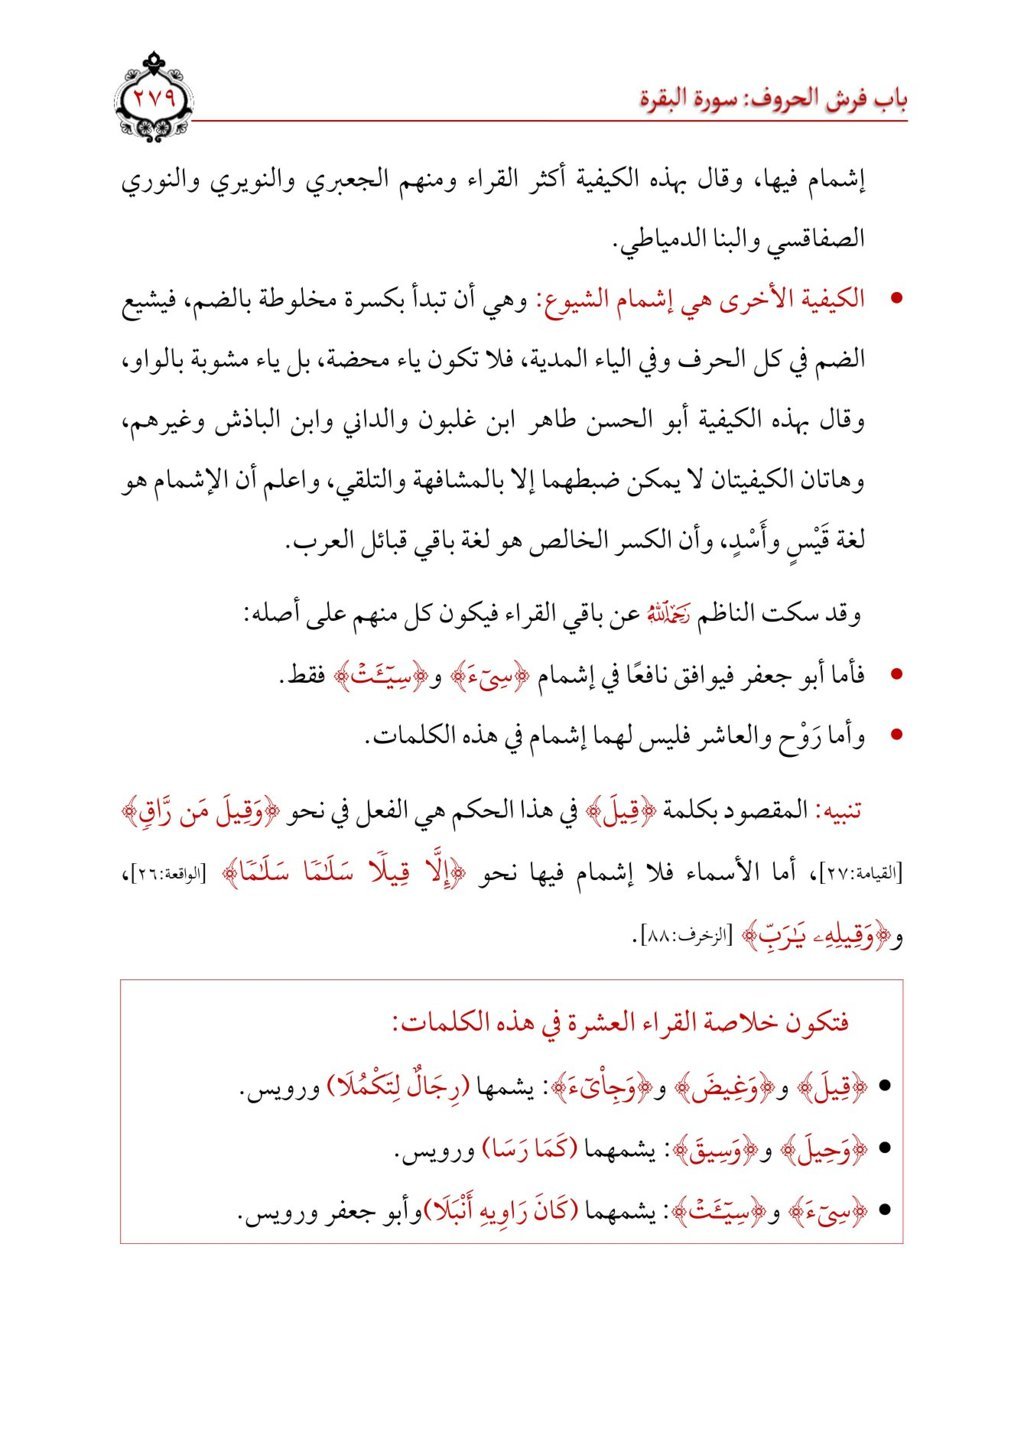 باب فرش الحروف: سورة البقرة
٢٧٩
إشمام فيها، وقال بهذه الكيفية أكثر القراء ومنهم الجعبري والنويري والنوري
الصفاقسي والبنا الدمياطي.
• الكيفية الأخرى هي إشمام الشيوع: وهي أن تبدأ بكسرة مخلوطة بالضم، فيشيع
الضم في كل الحرف وفي الياء المدية، فلا تكون ياء محضة، بل ياء مشوبة بالواو،
وقال بهذه الكيفية أبو الحسن طاهر ابن غلبون والداني وابن الباذش وغيرهم،
وهاتان الكيفيتان لا يمكن ضبطهما إلا بالمشافهة والتلقي، واعلم أن الإشمام هو
لغة قَيْسٍ وأَسْدٍ، وأن الكسر الخالص هو لغة باقي قبائل العرب.
وقد سكت الناظم رَحِمَهُ ٱللَّهُ عن باقي القراء فيكون كل منهم على أصله:
• فأما أبو جعفر فيوافق نافعًا في إشمام ﴿سِيٓءَ﴾ و﴿سِيٓـَٔتۡ﴾ فقط.
• وأما رَوْح والعاشر فليس لهما إشمام في هذه الكلمات.
تنبيه: المقصود بكلمة ﴿قِيلَ﴾ في هذا الحكم هي الفعل في نحو ﴿وَقِيلَ مَن رَّاقٖ﴾
[القيامة:٢٧]، أما الأسماء فلا إشمام فيها نحو ﴿إِلَّا قِيلٗا سَلَٰمٗا سَلَٰمٗا﴾ [الواقعة:٢٦]،
و﴿وَقِيلِهِۦ يَٰرَبِّ﴾ [الزخرف:٨٨].
فتكون خلاصة القراء العشرة في هذه الكلمات:
• ﴿قِيلَ﴾ و﴿وَغِيضَ﴾ و﴿وَجِاْيٓءَ﴾: يشمها (رِجَالٌ لِتَكْمُلَا) ورويس.
• ﴿وَحِيلَ﴾ و﴿وَسِيقَ﴾: يشمهما (كَمَا رَسَا) ورويس.
• ﴿سِيٓءَ﴾ و﴿سِيٓـَٔتۡ﴾: يشمهما (كَانَ رَاوِيهِ أَنْبَلَا)وأبو جعفر ورويس.